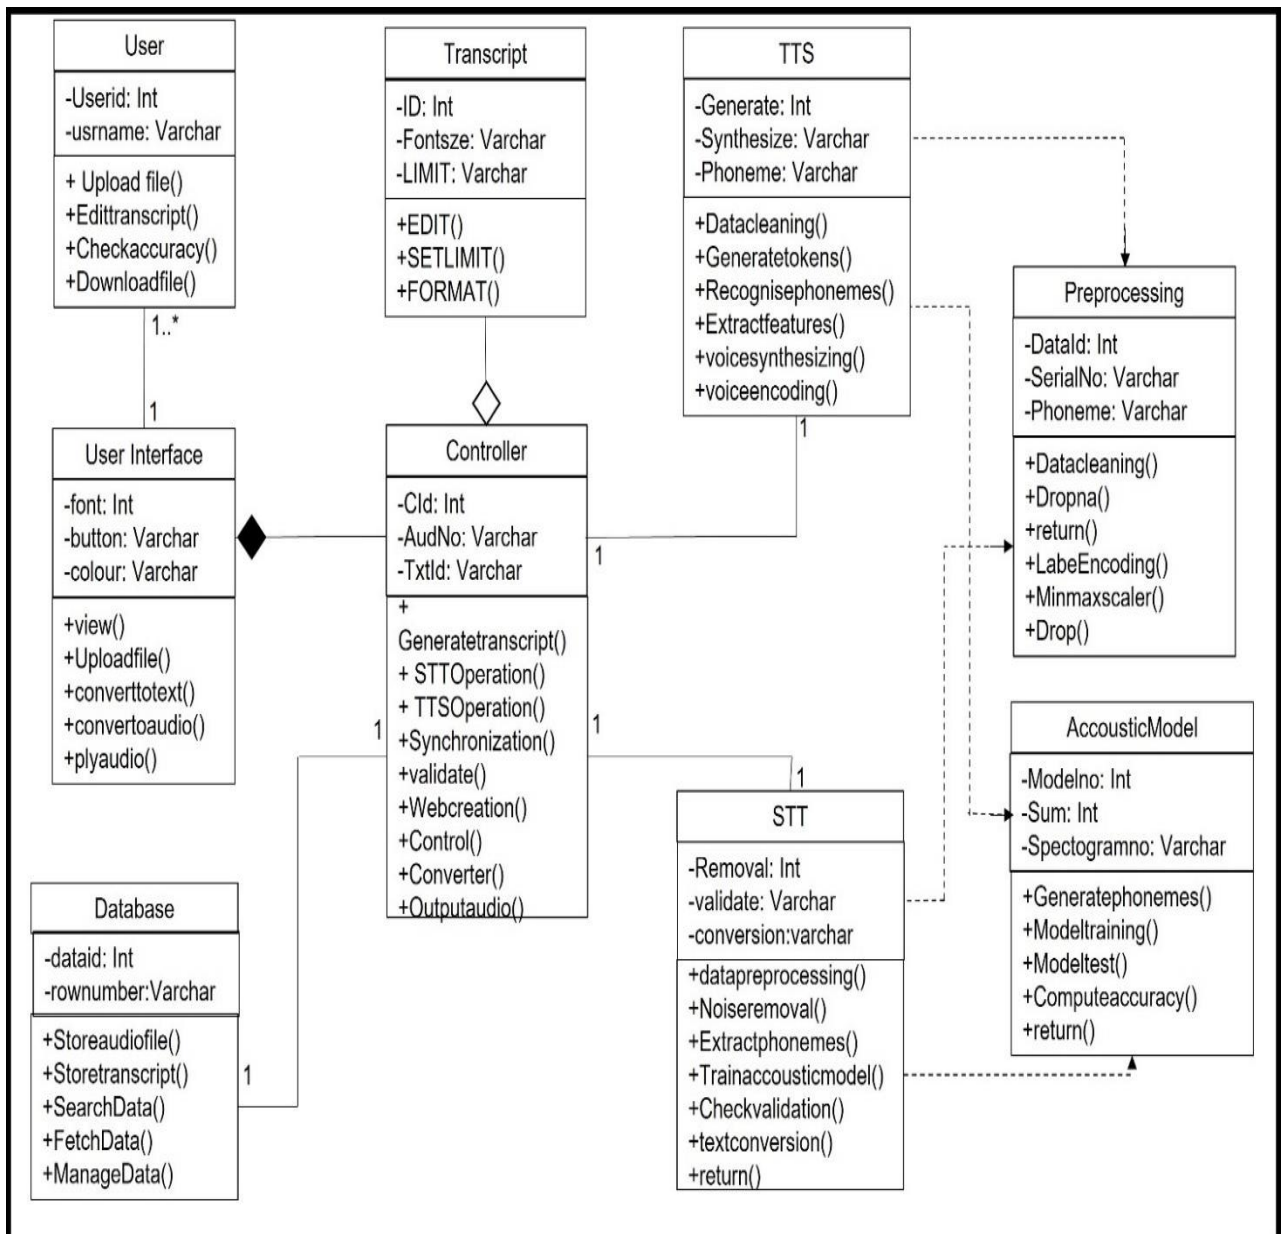 User
-Userid: Int
-usrname: Varchar
+ Upload file()
+Edittranscript()
+Checkaccuracy()
+Downloadfile()
1..*
1
Transcript
-ID: Int
-Fontsze: Varchar
-LIMIT: Varchar
+EDIT()
+SETLIMIT()
+FORMAT()
TTS
-Generate: Int
-Synthesize: Varchar
-Phoneme: Varchar
+Datacleaning()
+Generatetokens()
+Recognisephonemes()
+Extractfeatures()
+voicesynthesizing()
+voiceencoding()
1
Preprocessing
-DataId: Int
-SerialNo: Varchar
-Phoneme: Varchar
+Datacleaning()
+Dropna()
+return()
+LabeEncoding()
+Minmaxscaler()
+Drop()
User Interface
-font: Int
-button: Varchar
-colour: Varchar
+view()
+Uploadfile()
+converttotext()
+convertoaudio()
+plyaudio()
Controller
-CId: Int
-AudNo: Varchar
-TxtId: Varchar
+
Generatetranscript()
+ STTOperation()
+ TTSOperation()
+Synchronization()
+validate()
+Webcreation()
+Control()
+Converter()
+Outputaudio()
1
1
1
1
STT
-Removal: Int
-validate: Varchar
-conversion:varchar
+datapreprocessing()
+Noiseremoval()
+Extractphonemes()
+Trainaccousticmodel()
+Checkvalidation()
+textconversion()
+return()
AccousticModel
-Modelno: Int
-Sum: Int
-Spectogramno: Varchar
+Generatephonemes()
+Modeltraining()
+Modeltest()
+Computeaccuracy()
+return()
Database
-dataid: Int
-rownumber:Varchar
+Storeaudiofile()
+Storetranscript()
+SearchData()
+FetchData()
+ManageData()
1